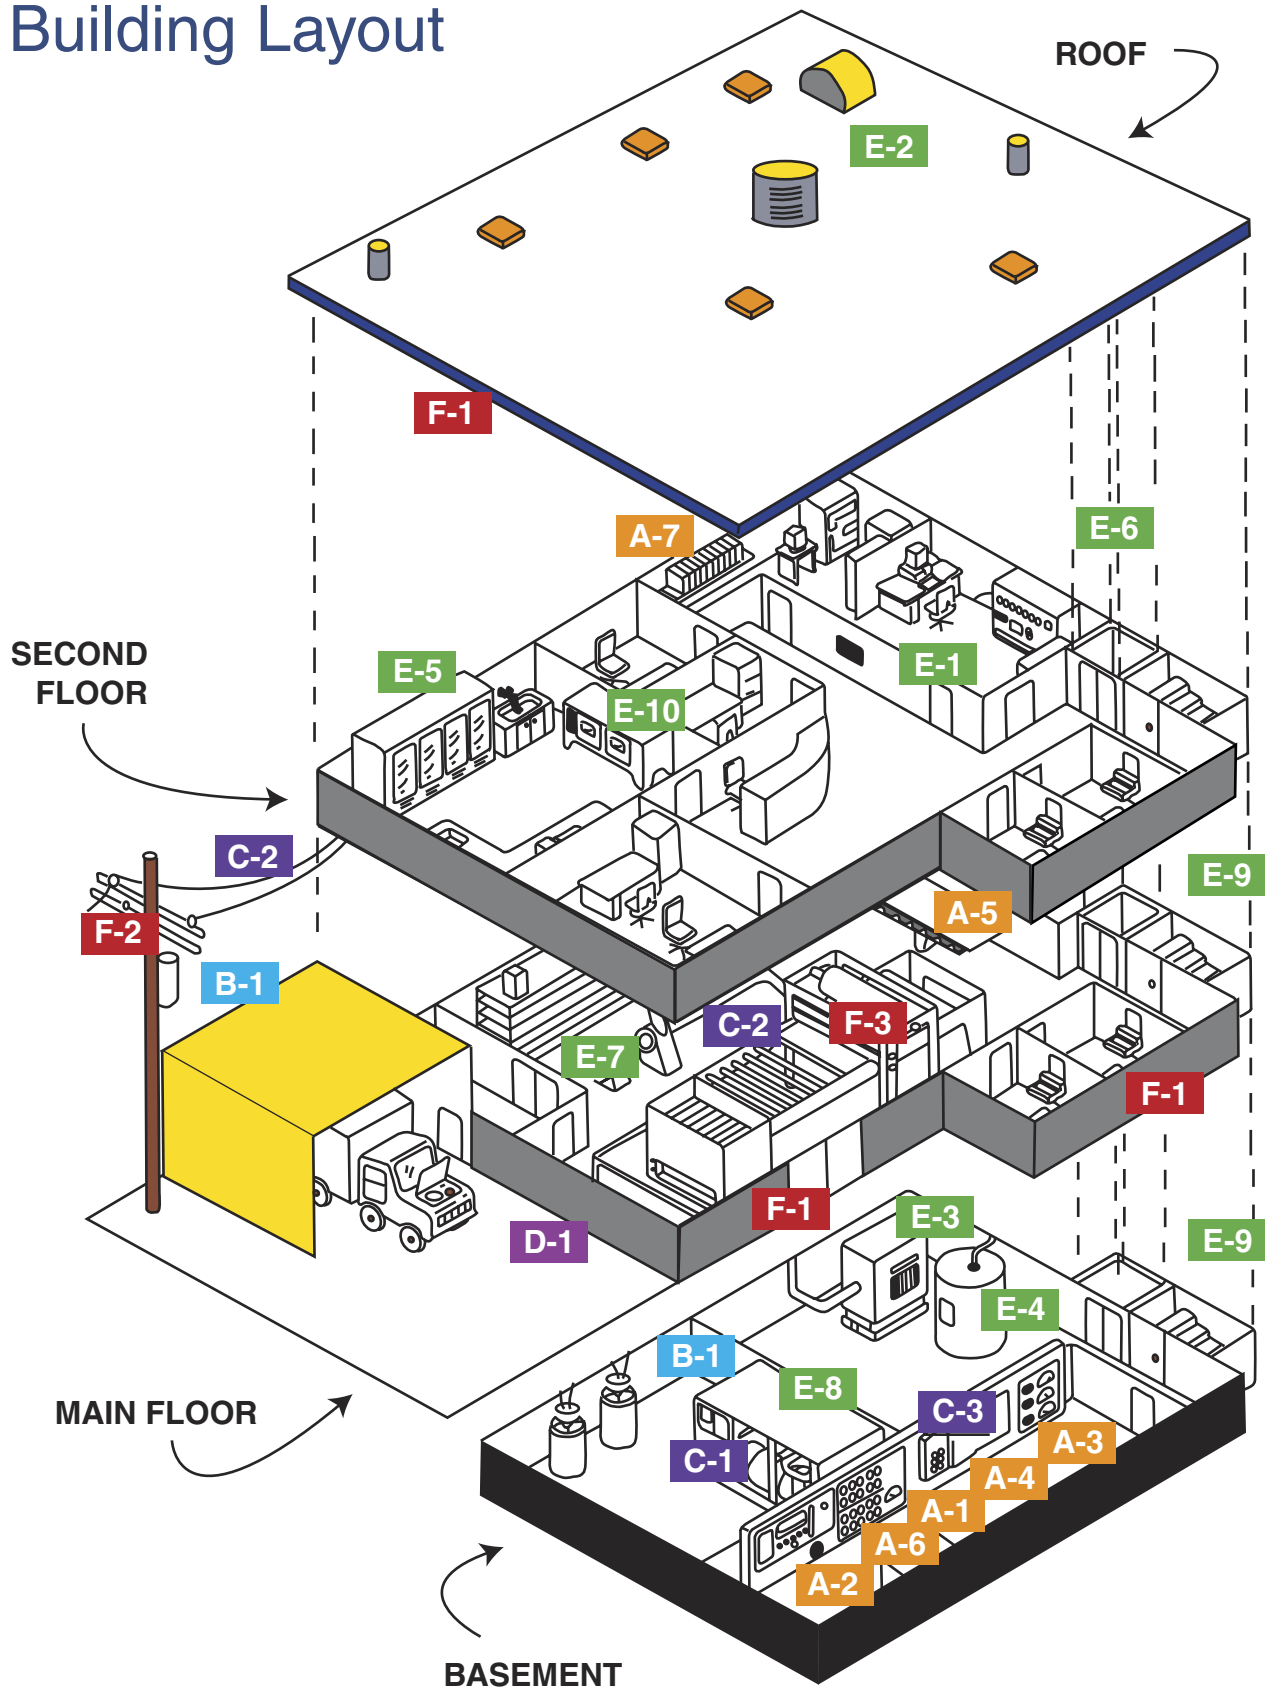 Building Layout
ROOF
E-2
F-1
A-7
E-6
SECOND
FLOOR
E-5
E-1
E-10
C-2
E-9
A-5
F-2
B-1
C-2
F-3
E-7
F-1
F-1
E-3
D-1
E-9
E-4
B-1
E-8
MAIN FLOOR
C-3
A-3
C-1
A-4
A-1
A-6
A-2
BASEMENT